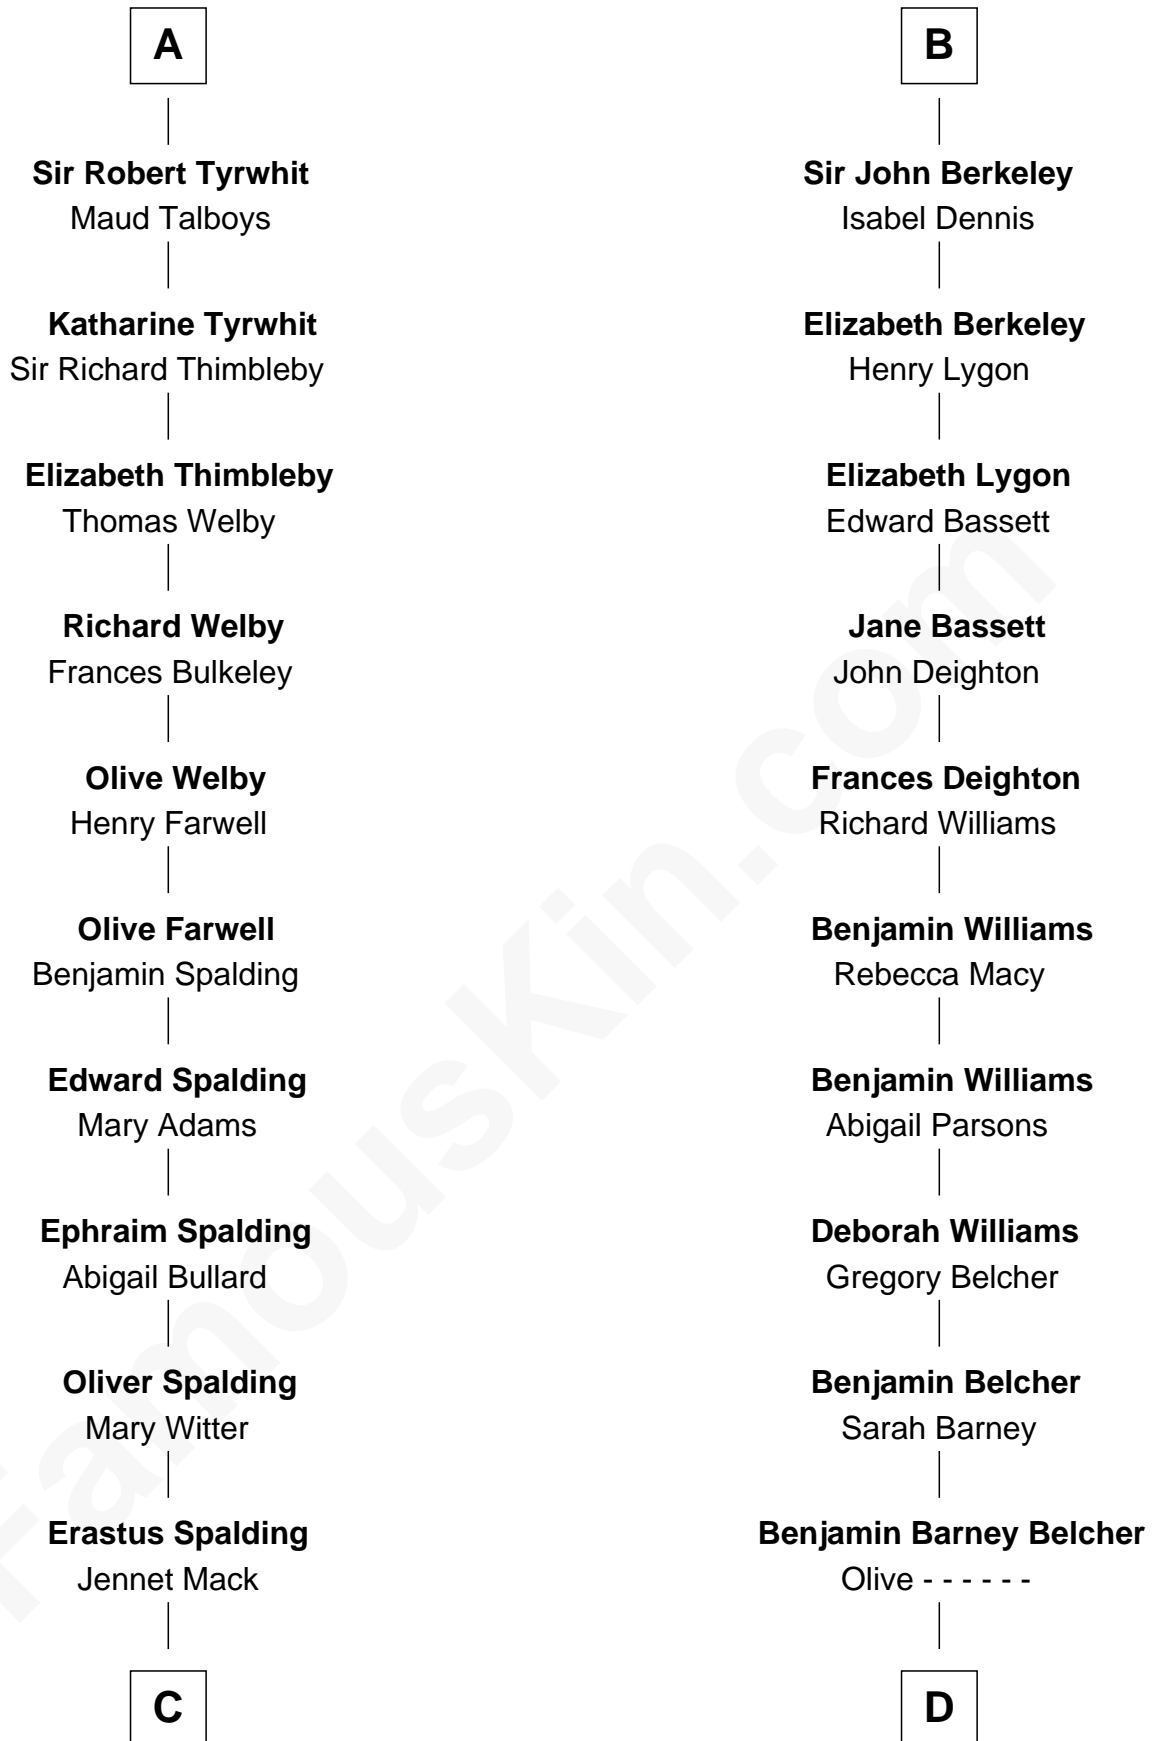 A
Sir Robert Tyrwhit
Maud Talboys
Katharine Tyrwhit
Sir Richard Thimbleby
Elizabeth Thimbleby
Thomas Welby
Richard Welby
Frances Bulkeley
Olive Welby
Henry Farwell
Olive Farwell
Benjamin Spalding
Edward Spalding
Mary Adams
Ephraim Spalding
Abigail Bullard
Oliver Spalding
Mary Witter
Erastus Spalding
Jennet Mack
C
B
Sir John Berkeley
Isabel Dennis
Elizabeth Berkeley
Henry Lygon
Elizabeth Lygon
Edward Bassett
Jane Bassett
John Deighton
Frances Deighton
Richard Williams
Benjamin Williams
Rebecca Macy
Benjamin Williams
Abigail Parsons
Deborah Williams
Gregory Belcher
Benjamin Belcher
Sarah Barney
Benjamin Barney Belcher
Olive - - - - - -
D
FamousKin.com